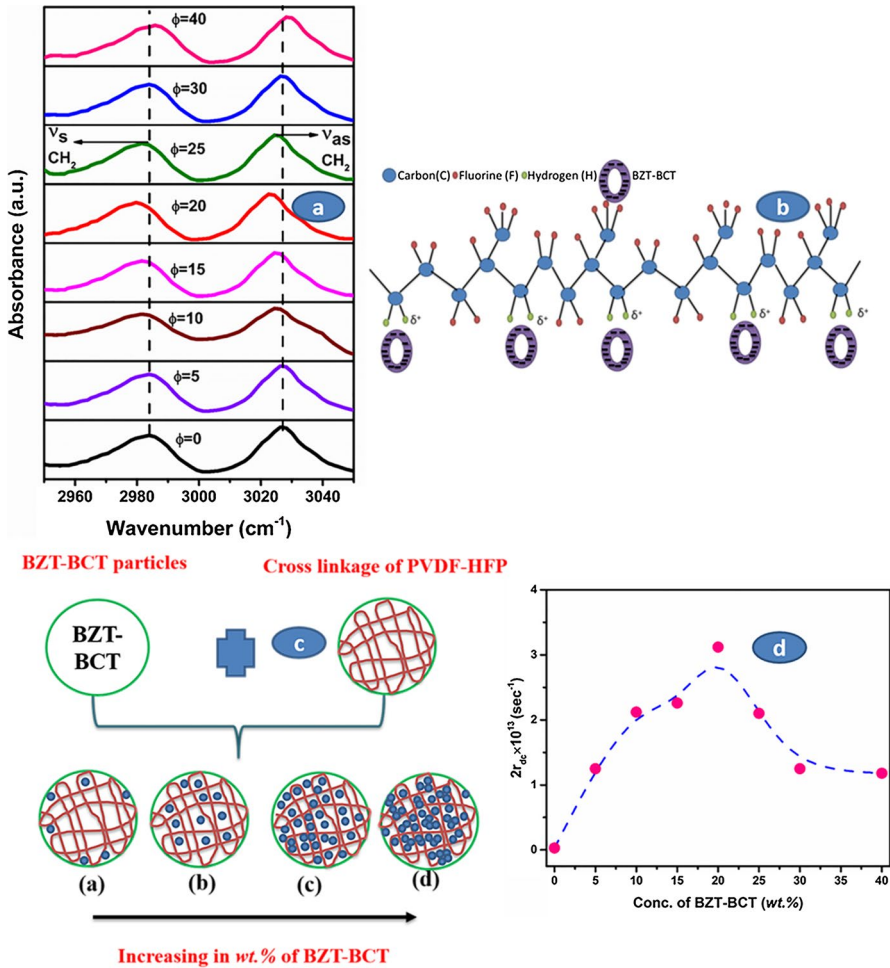 Absorbance (a.u.)
ϕ=40
ϕ=30
νs
CH2
ϕ=25
νas
CH2
ϕ=20
a
ϕ=15
ϕ=10
ϕ=5
ϕ=0
2960 2980 3000 3020 3040
Wavenumber (cm-1)
Carbon(C) Fluorine (F) Hydrogen (H) BZT-BCT
b
δ+ δ+ δ+ δ+ δ+
BZT-BCT particles
Cross linkage of PVDF-HFP
BZT-
BCT
c
(a) (b) (c) (d)
Increasing in wt.% of BZT-BCT
2rdc×10^13 (sec-1)
4
3
2
1
0
d
0 5 10 15 20 25 30 35 40
Conc. of BZT-BCT (wt.%)